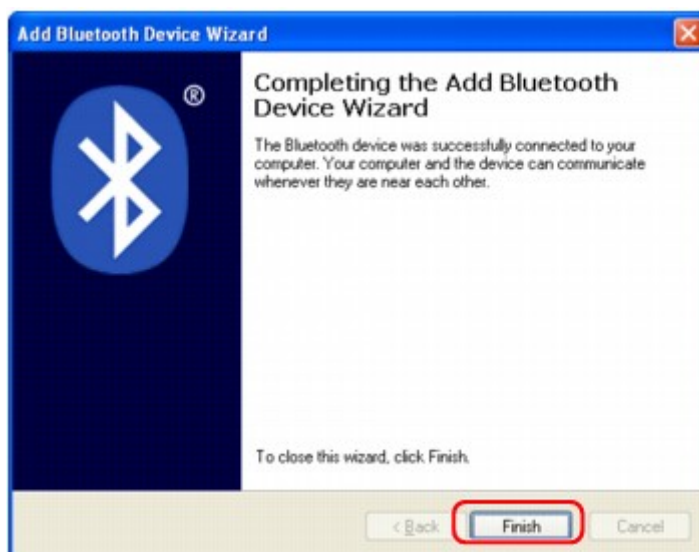 Add Bluetooth Device Wizard
®
Completing the Add Bluetooth
Device Wizard
The Bluetooth device was successfully connected to your
computer. Your computer and the device can communicate
whenever they are near each other.
To close this wizard, click Finish.
< Back Finish Cancel